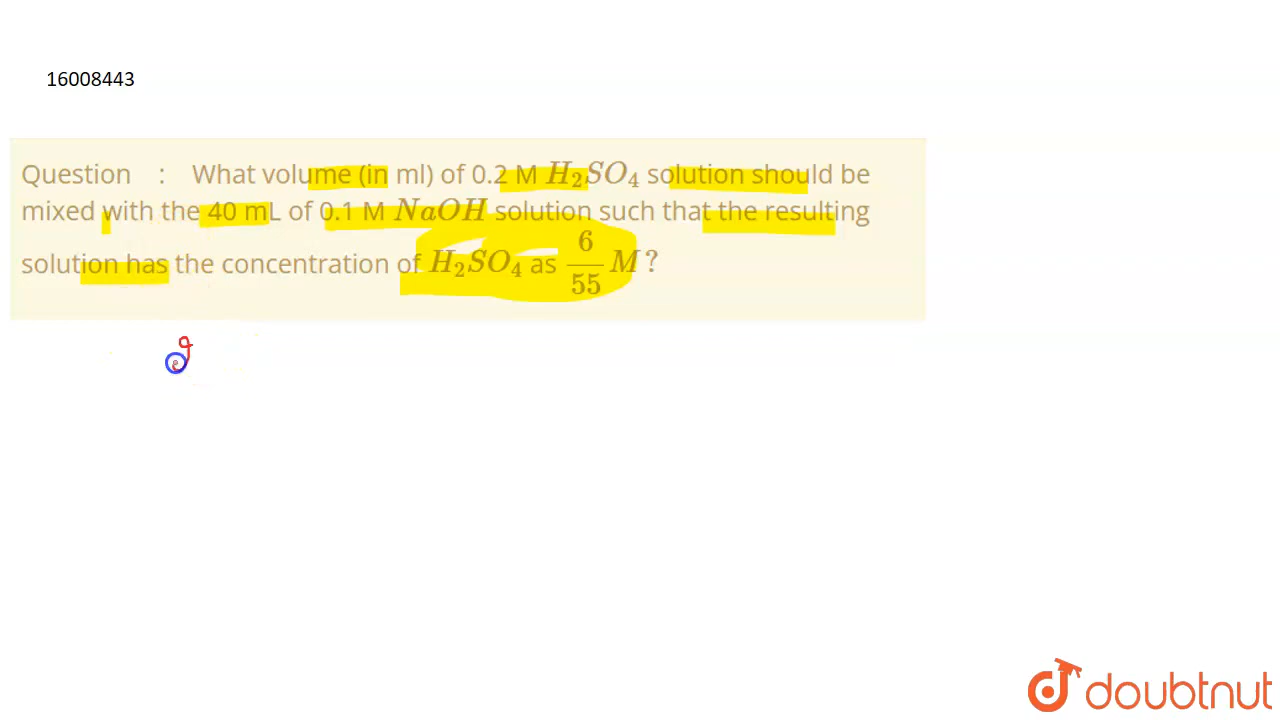 16008443
Question : What volume (in ml) of 0.2 M H₂SO₄ solution should be
mixed with the 40 mL of 0.1 M NaOH solution such that the resulting
solution has the concentration of H₂SO₄ as 6/55 M?
doubtnut